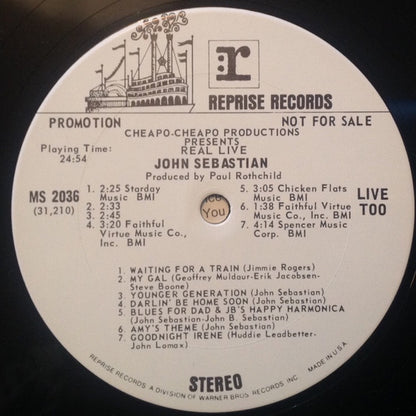 r
REPRISE RECORDS
PROMOTION
NOT FOR SALE
CHEAPO-CHEAPO PRODUCTIONS
PRESENTS
REAL LIVE
JOHN SEBASTIAN
Produced by Paul Rothchild
Playing Time:
24:54
MS 2036
(31,210)
1. 2:25 Starday
Music BMI
2. 2:33
3. 2:45
4. 3:20 Faithful
Virtue Music Co.,
Inc. BMI
You
5. 3:05 Chicken Flats
Music BMI
6. 1:38 Faithful Virtue
Music Co., Inc. BMI
7. 4:14 Spencer Music
Corp. BMI
LIVE
TOO
1. WAITING FOR A TRAIN (Jimmie Rogers)
2. MY GAL (Geoffrey Muldaur-Erik Jacobsen-
Steve Boone)
3. YOUNGER GENERATION (John Sebastian)
4. DARLIN' BE HOME SOON (John Sebastian)
5. BLUES FOR DAD & JB'S HAPPY HARMONICA
(John Sebastian-John B. Sebastian)
6. AMY'S THEME (John Sebastian)
7. GOODNIGHT IRENE (Huddie Leadbetter-
John Lomax)
STEREO
REPRISE RECORDS, A DIVISION OF WARNER BROS. RECORDS, INC.
MADE IN U.S.A.